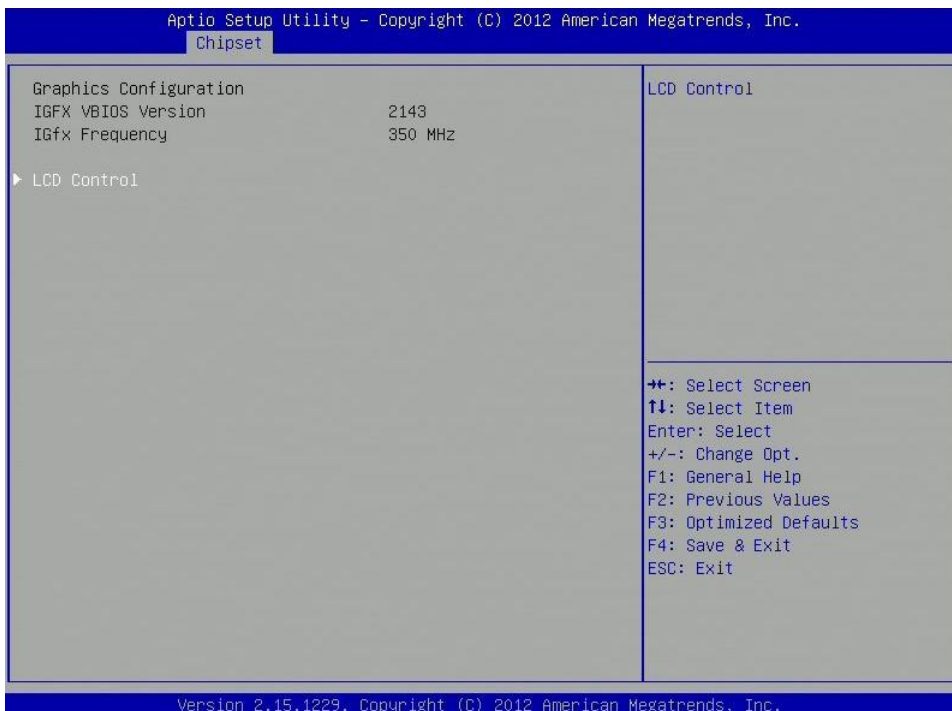 Aptio Setup Utility – Copyright (C) 2012 American Megatrends, Inc.
Chipset
Graphics Configuration
IGFX VBIOS Version 2143
IGfx Frequency 350 MHz
LCD Control
LCD Control
→←: Select Screen
↑↓: Select Item
Enter: Select
+/-: Change Opt.
F1: General Help
F2: Previous Values
F3: Optimized Defaults
F4: Save & Exit
ESC: Exit
Version 2.15.1229. Copyright (C) 2012 American Megatrends, Inc.